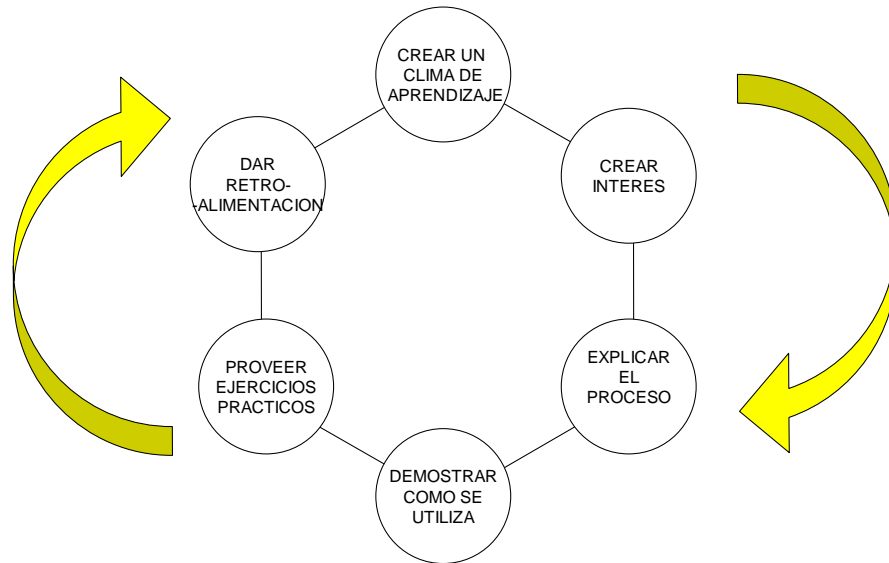 CREAR UN
CLIMA DE
APRENDIZAJE
CREAR
INTERES
EXPLICAR
EL
PROCESO
DEMOSTRAR
COMO SE
UTILIZA
PROVEER
EJERCICIOS
PRACTICOS
DAR
RETRO-
-ALIMENTACION